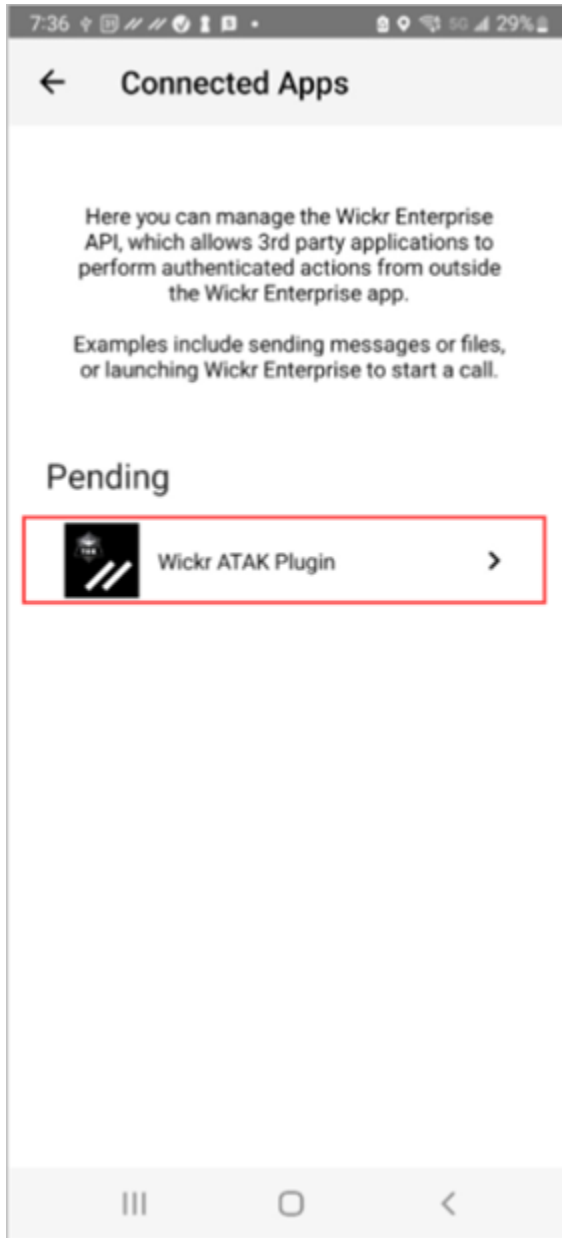 7:36 5G 29%
Connected Apps
Here you can manage the Wickr Enterprise
API, which allows 3rd party applications to
perform authenticated actions from outside
the Wickr Enterprise app.
Examples include sending messages or files,
or launching Wickr Enterprise to start a call.
Pending
TAK
Wickr ATAK Plugin